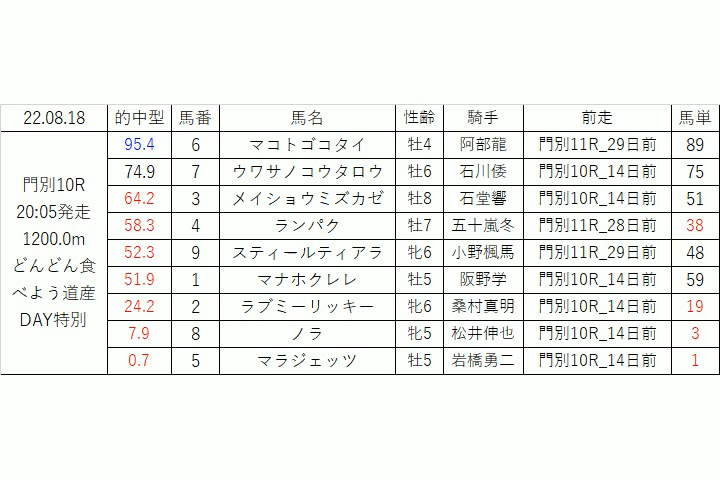 22.08.18 的中型 馬番 馬名 性齢 騎手 前走 馬単
門別10R
20:05発走
1200.0m
どんどん食
べよう道産
DAY特別
95.4 6 マコトゴコタイ 牡4 阿部龍 門別11R_29日前 89
74.9 7 ウワサノコウタロウ 牡6 石川倭 門別10R_14日前 75
64.2 3 メイショウミズカゼ 牡8 石堂響 門別10R_14日前 51
58.3 4 ランパク 牡7 五十嵐冬 門別11R_28日前 38
52.3 9 スティールティアラ 牝6 小野楓馬 門別11R_29日前 48
51.9 1 マナホクレレ 牡5 阪野学 門別10R_14日前 59
24.2 2 ラブミーリッキー 牝6 桑村真明 門別10R_14日前 19
7.9 8 ノラ 牝5 松井伸也 門別10R_14日前 3
0.7 5 マラジェッツ 牡5 岩橋勇二 門別10R_14日前 1